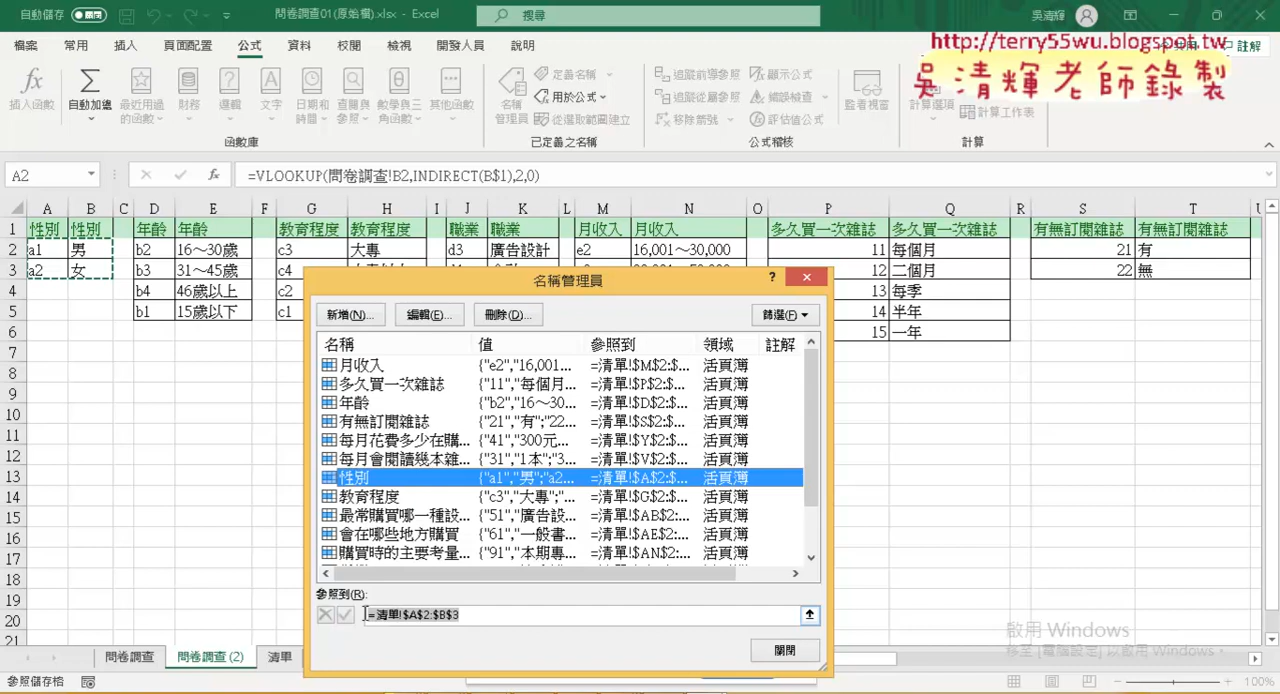 自動儲存 關閉 問卷調查01(原始檔).xlsx - Excel 搜尋 吳清輝
檔案 常用 插入 頁面配置 公式 資料 校閱 檢視 開發人員 說明 註解
http://terry55wu.blogspot.tw
吳清輝老師錄製
插入函數 自動加總 最近用過的函數 財務 邏輯 文字 日期和時間 查閱與參照 數學與三角函數 其他函數
名稱管理員 定義名稱 用於公式 從選取範圍建立
追蹤前導參照 追蹤從屬參照 移除箭號 顯示公式 錯誤檢查 評估值公式 監看視窗 計算選項 計算工作表
函數庫 已定義之名稱 公式稽核 計算
A2 fx =VLOOKUP(問卷調查!B2,INDIRECT(B$1),2,0)
A B C D E F G H I J K L M N O P Q R S T U
1 性別 性別 年齡 年齡 教育程度 教育程度 職業 職業 月收入 月收入 多久買一次雜誌 多久買一次雜誌 有無訂閱雜誌 有無訂閱雜誌
2 a1 男 b2 16～30歲 c3 大專 d3 廣告設計 e2 16,001～30,000 11 每個月 21 有
3 a2 女 b3 31～45歲 c4 12 二個月 22 無
4 b4 46歲以上 c2 13 每季
5 b1 15歲以下 c1 14 半年
6 15 一年
7
8
9
10
11
12
13
14
15
16
17
18
19
20
21
名稱管理員 ?
新增(N)... 編輯(E)... 刪除(D)... 篩選(F)
名稱 值 參照到 領域 註解
月收入 {"e2","16,001... =清單!$M$2:$... 活頁簿
多久買一次雜誌 {"11","每個月... =清單!$P$2:$... 活頁簿
年齡 {"b2","16～30... =清單!$D$2:$... 活頁簿
有無訂閱雜誌 {"21","有";"22... =清單!$S$2:$... 活頁簿
每月花費多少在購... {"41","300元... =清單!$Y$2:$... 活頁簿
每月會閱讀幾本雜... {"31","1本";"3... =清單!$V$2:$... 活頁簿
性別 {"a1","男";"a2... =清單!$A$2:$... 活頁簿
教育程度 {"c3","大專";"... =清單!$G$2:$... 活頁簿
最常購買哪一種設... {"51","廣告設... =清單!$AB$2:... 活頁簿
會在哪些地方購買 {"61","一般書... =清單!$AE$2:... 活頁簿
購買時的主要考量... {"91","本期專... =清單!$AN$2:... 活頁簿
參照到(R):
=清單!$A$2:$B$3
關閉
啟用 Windows
移至 [電腦設定] 以啟用 Windows。
問卷調查 問卷調查 (2) 清單
參照儲存格 100%